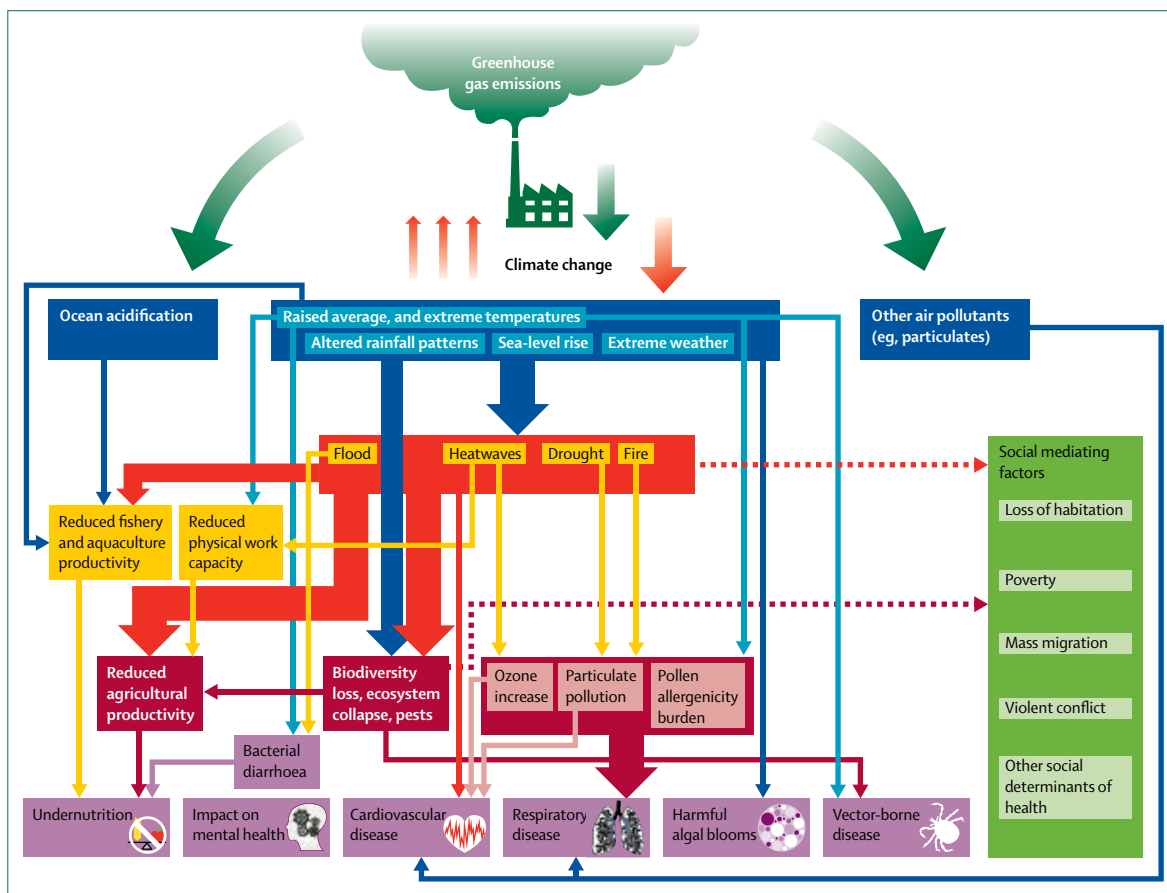 Greenhouse
gas emissions
Climate change
Ocean acidification
Raised average, and extreme temperatures
Altered rainfall patterns
Sea-level rise
Extreme weather
Other air pollutants
(eg, particulates)
Flood
Heatwaves
Drought
Fire
Social mediating
factors
Loss of habitation
Poverty
Mass migration
Violent conflict
Other social
determinants of
health
Reduced fishery
and aquaculture
productivity
Reduced
physical work
capacity
Reduced
agricultural
productivity
Biodiversity
loss, ecosystem
collapse, pests
Ozone
increase
Particulate
pollution
Pollen
allergenicity
burden
Bacterial
diarrhoea
Undernutrition
Impact on
mental health
Cardiovascular
disease
Respiratory
disease
Harmful
algal blooms
Vector-borne
disease